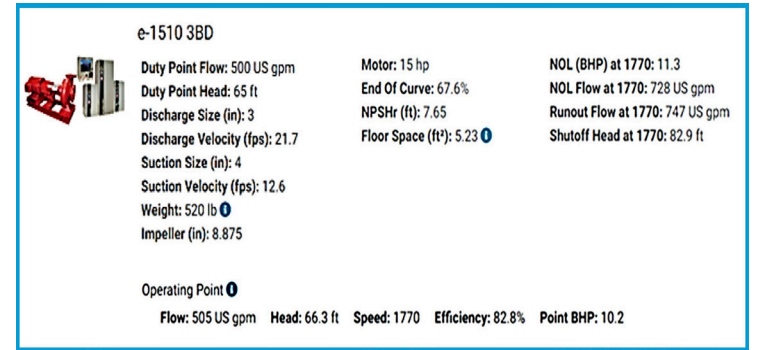 e-1510 3BD
Duty Point Flow: 500 US gpm
Duty Point Head: 65 ft
Discharge Size (in): 3
Discharge Velocity (fps): 21.7
Suction Size (in): 4
Suction Velocity (fps): 12.6
Weight: 520 lb
Impeller (in): 8.875
Motor: 15 hp
End Of Curve: 67.6%
NPSHr (ft): 7.65
Floor Space (ft²): 5.23
NOL (BHP) at 1770: 11.3
NOL Flow at 1770: 728 US gpm
Runout Flow at 1770: 747 US gpm
Shutoff Head at 1770: 82.9 ft
Operating Point
Flow: 505 US gpm Head: 66.3 ft Speed: 1770 Efficiency: 82.8% Point BHP: 10.2